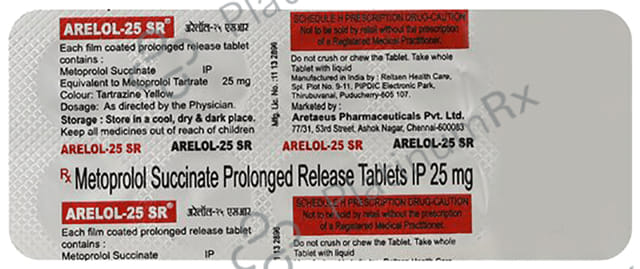 ARELOL-25 SR® अरेलॉल-२५ एसआर
Each film coated prolonged release tablet
contains :
Metoprolol Succinate IP
Equivalent to Metoprolol Tartrate 25 mg
Colour: Tartrazine Yellow
Dosage: As directed by the Physician.
Storage : Store in a cool, dry & dark place.
Keep all medicines out of reach of children
Mfg. Lic. No. :11 13 2896
SCHEDULE-H PRESCRIPTION DRUG-CAUTION
Not to be sold by retail without the prescription
of a Registered Medical Practitioner.
Do not crush or chew the Tablet. Take whole
Tablet with liquid
Manufactured in India by : Reitsen Health Care,
Spl. Plot No. 9-11, PIPDIC Electronic Park,
Thirubuvanai, Puducherry-605 107.
Marketed by :
Aretaeus Pharmaceuticals Pvt. Ltd.
77/31, 53rd Street, Ashok Nagar, Chennai-600083
ARELOL-25 SR ARELOL-25 SR ARELOL-25 SR ARELOL-25 SR
Rx Metoprolol Succinate Prolonged Release Tablets IP 25 mg
ARELOL-25 SR® अरेलॉल-२५ एसआर
Each film coated prolonged release tablet
contains :
Metoprolol Succinate IP
11 13 2896
SCHEDULE-H PRESCRIPTION DRUG-CAUTION
Not to be sold by retail without the prescription
of a Registered Medical Practitioner.
Do not crush or chew the Tablet. Take whole
Tablet with liquid
PlatinumRx